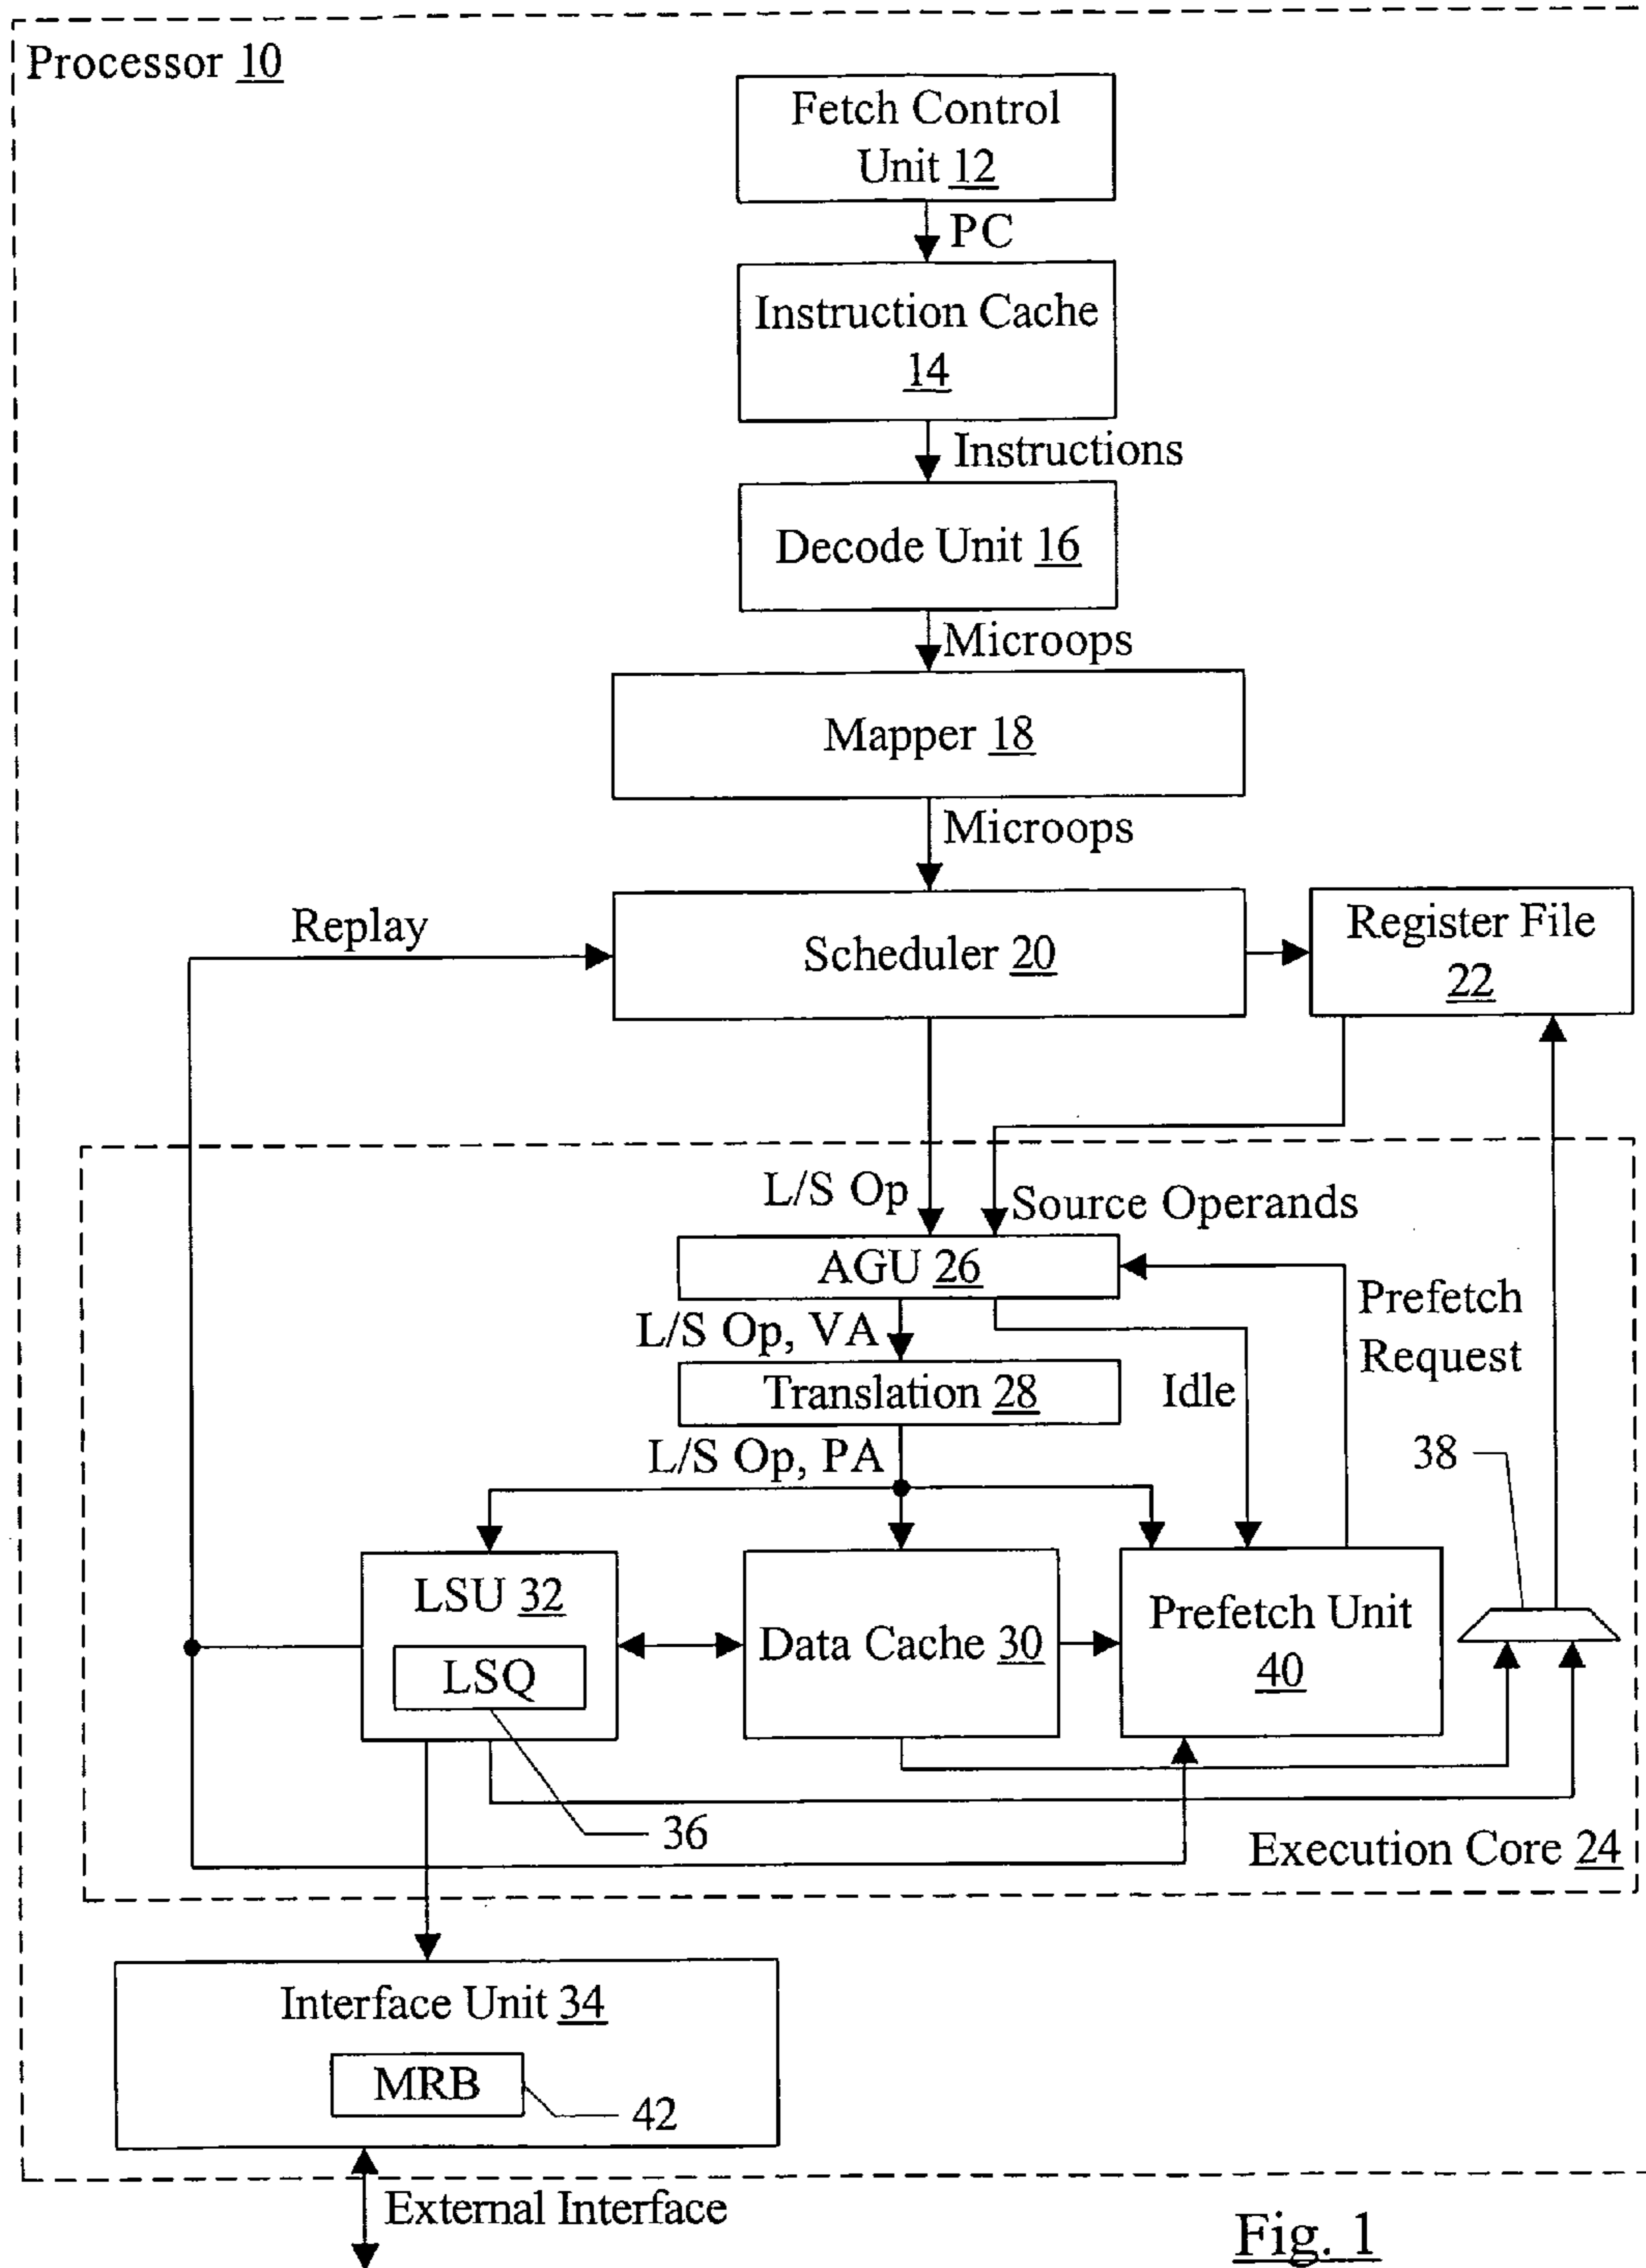 Processor 10
Fetch Control
Unit 12
PC
Instruction Cache
14
Instructions
Decode Unit 16
Microops
Mapper 18
Microops
Replay
Scheduler 20
Register File
22
L/S Op
Source Operands
AGU 26
Prefetch
Request
L/S Op, VA
Translation 28
Idle
L/S Op, PA
38
LSU 32
LSQ
Data Cache 30
Prefetch Unit
40
36
Execution Core 24
Interface Unit 34
MRB
42
External Interface
Fig. 1